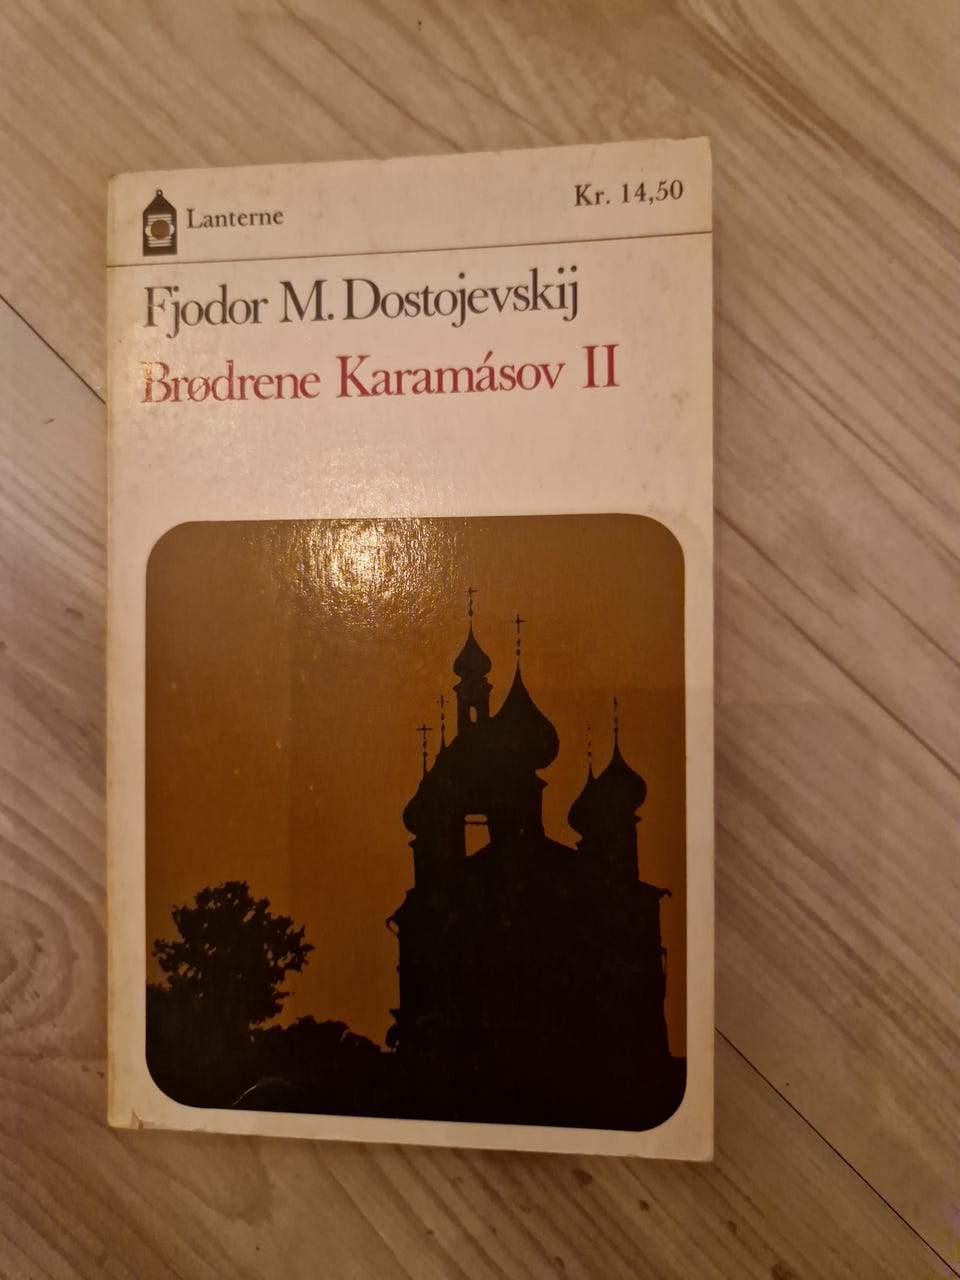 Lanterne
Kr. 14,50
Fjodor M. Dostojevskij
Brødrene Karamásov II